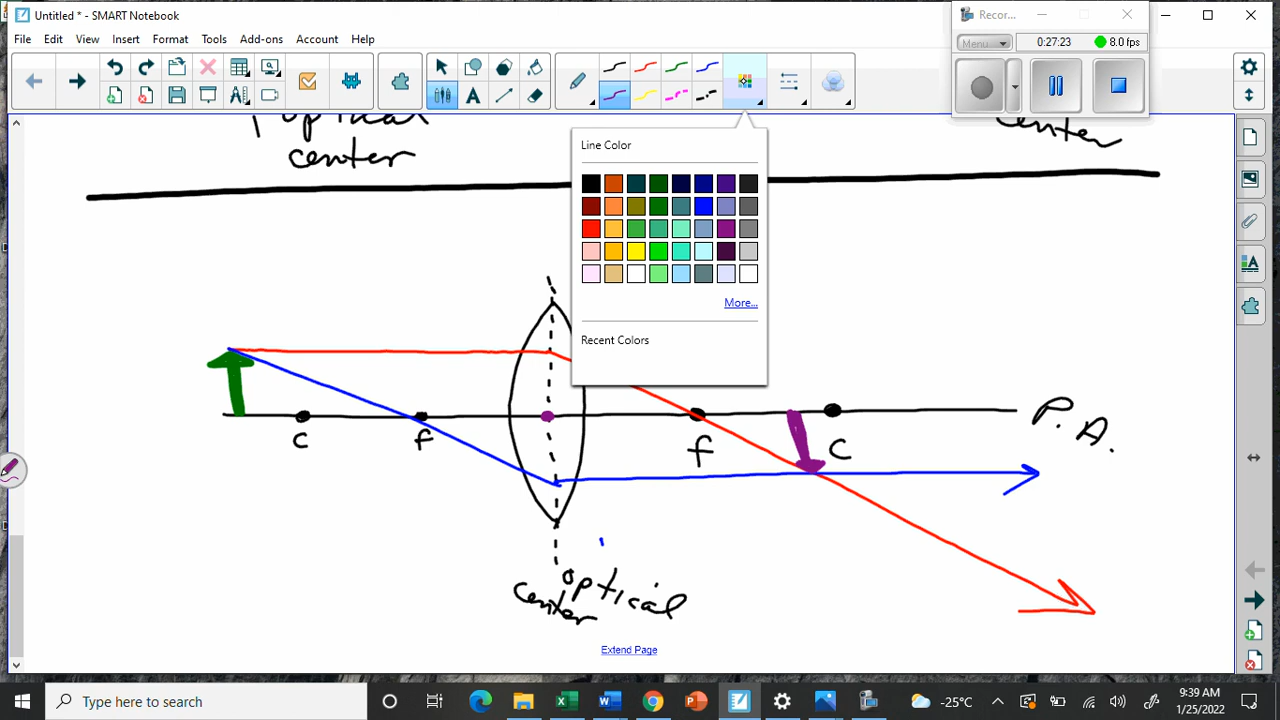 Untitled * - SMART Notebook
Recor...
File Edit View Insert Format Tools Add-ons Account Help
Menu
0:27:23
8.0 fps
optical
center
center
Line Color
More...
Recent Colors
c
f
f
C
P. A.
optical
center
Extend Page
Type here to search
-25°C
9:39 AM
1/25/2022